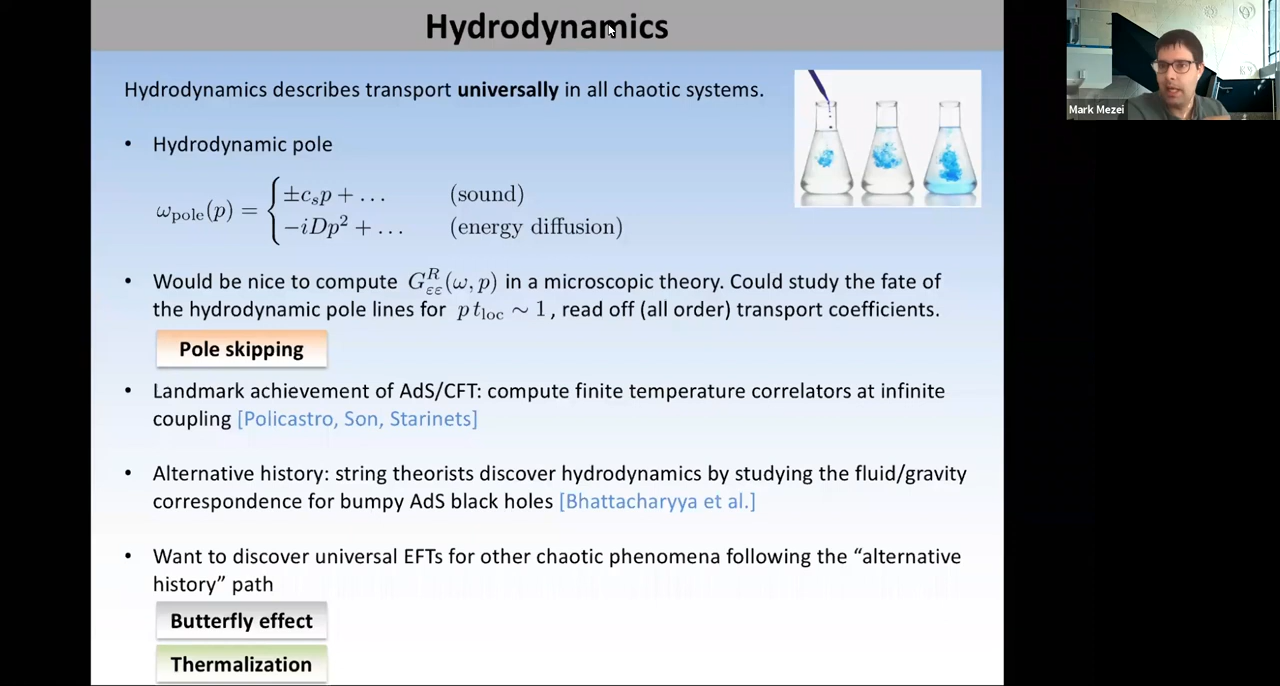 Hydrodynamics
Mark Mezei
Hydrodynamics describes transport universally in all chaotic systems.
• Hydrodynamic pole
ω_pole(p) = { ±c_s p + … (sound)
−iDp² + … (energy diffusion)
• Would be nice to compute G^R_εε(ω, p) in a microscopic theory. Could study the fate of
the hydrodynamic pole lines for p t_loc ∼ 1 , read off (all order) transport coefficients.
Pole skipping
• Landmark achievement of AdS/CFT: compute finite temperature correlators at infinite
coupling [Policastro, Son, Starinets]
• Alternative history: string theorists discover hydrodynamics by studying the fluid/gravity
correspondence for bumpy AdS black holes [Bhattacharyya et al.]
• Want to discover universal EFTs for other chaotic phenomena following the “alternative
history” path
Butterfly effect
Thermalization